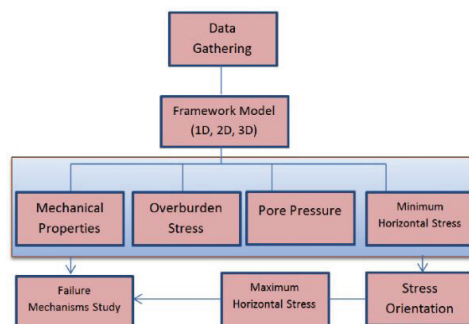 Data
Gathering
Framework Model
(1D, 2D, 3D)
Mechanical
Properties
Overburden
Stress
Pore Pressure
Minimum
Horizontal Stress
Failure
Mechanisms Study
Maximum
Horizontal Stress
Stress
Orientation